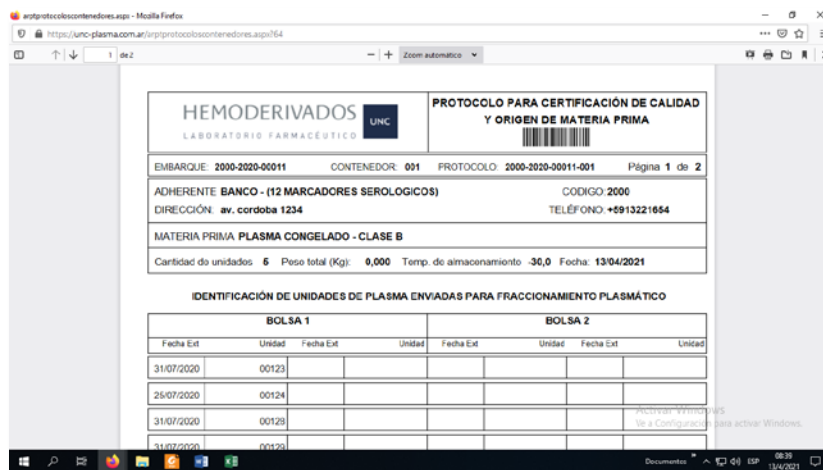 arptprotocoloscontenedores.aspx - Mozilla Firefox
https://unc-plasma.com.ar/arptprotocoloscontenedores.aspx?64
1 de 2
Zoom automático
HEMODERIVADOS
LABORATORIO FARMACÉUTICO
UNC
PROTOCOLO PARA CERTIFICACIÓN DE CALIDAD
Y ORIGEN DE MATERIA PRIMA
EMBARQUE: 2000-2020-00011 CONTENEDOR: 001 PROTOCOLO: 2000-2020-00011-001 Página 1 de 2
ADHERENTE BANCO - (12 MARCADORES SEROLOGICOS) CODIGO: 2000
DIRECCIÓN: av. cordoba 1234 TELÉFONO: +5913221654
MATERIA PRIMA PLASMA CONGELADO - CLASE B
Cantidad de unidades 5 Peso total (Kg): 0,000 Temp. de almacenamiento -30,0 Fecha: 13/04/2021
IDENTIFICACIÓN DE UNIDADES DE PLASMA ENVIADAS PARA FRACCIONAMIENTO PLASMÁTICO
BOLSA 1 BOLSA 2
Fecha Ext Unidad Fecha Ext Unidad Fecha Ext Unidad Fecha Ext Unidad
31/07/2020 00123
25/07/2020 00124
31/07/2020 00128
31/07/2020 00129
Activar Windows
Ve a Configuración para activar Windows.
Documentos ESP 08:39
13/4/2021